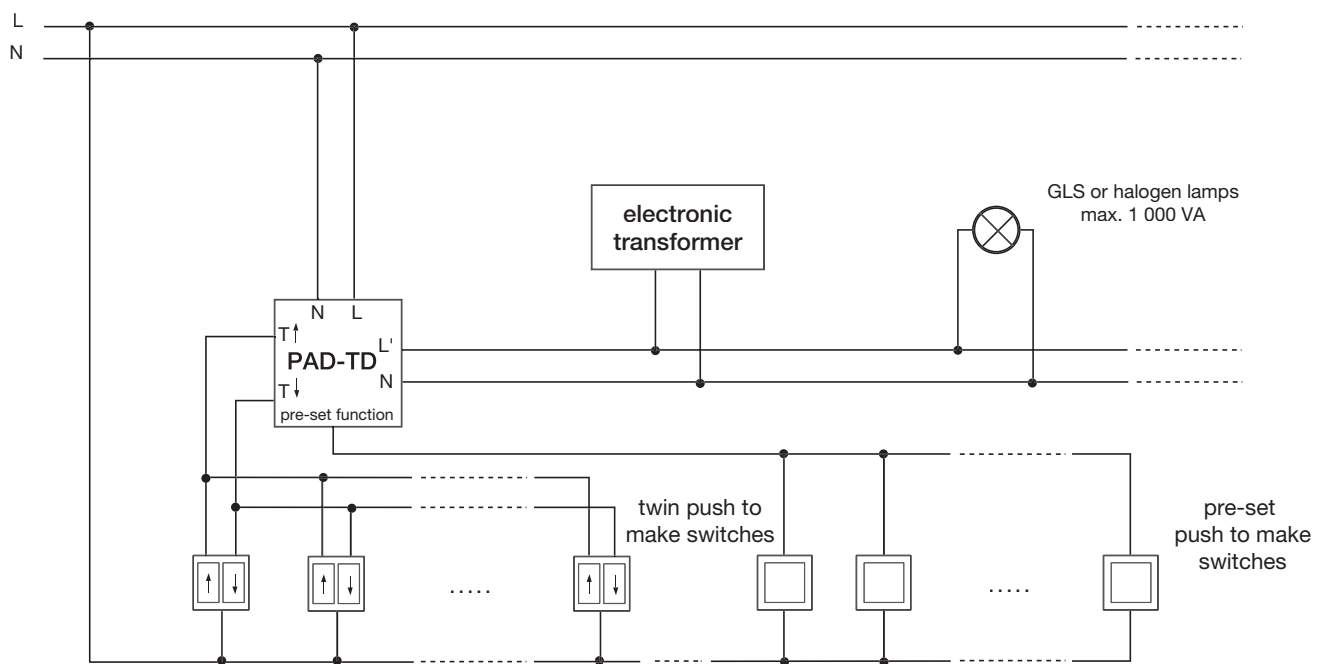 L
N
GLS or halogen lamps
max. 1 000 VA
electronic
transformer
N L
T↑
L'
PAD-TD
N
T↓
pre-set function
twin push to
make switches
pre-set
push to make
switches
↑ ↓ ↑ ↓ ..... ↑ ↓ .....